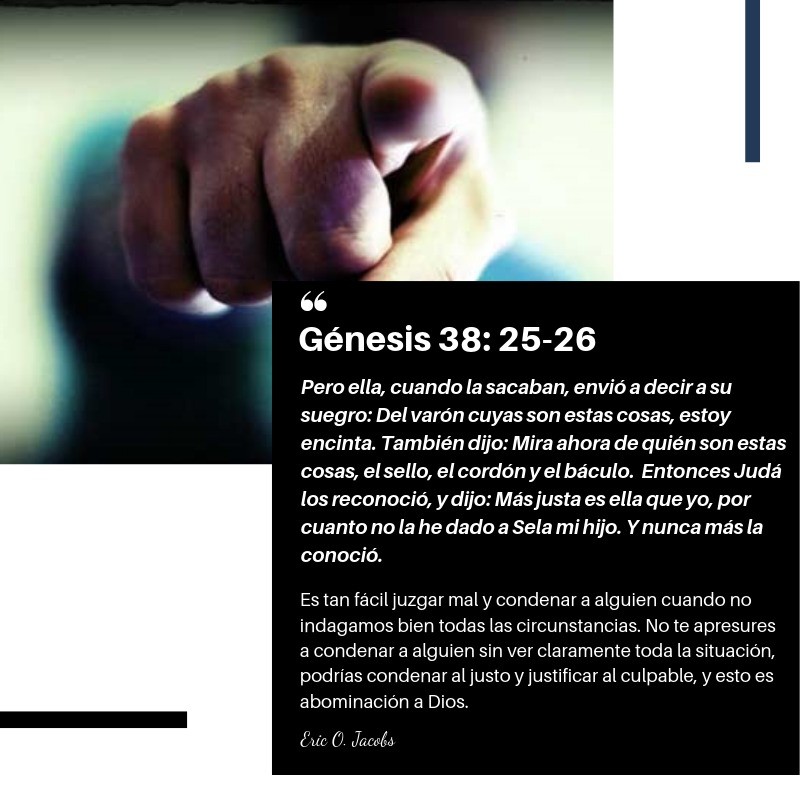 “
Génesis 38: 25-26
Pero ella, cuando la sacaban, envió a decir a su
suegro: Del varón cuyas son estas cosas, estoy
encinta. También dijo: Mira ahora de quién son estas
cosas, el sello, el cordón y el báculo.  Entonces Judá
los reconoció, y dijo: Más justa es ella que yo, por
cuanto no la he dado a Sela mi hijo. Y nunca más la
conoció.
Es tan fácil juzgar mal y condenar a alguien cuando no
indagamos bien todas las circunstancias. No te apresures
a condenar a alguien sin ver claramente toda la situación,
podrías condenar al justo y justificar al culpable, y esto es
abominación a Dios.
Eric O. Jacobs